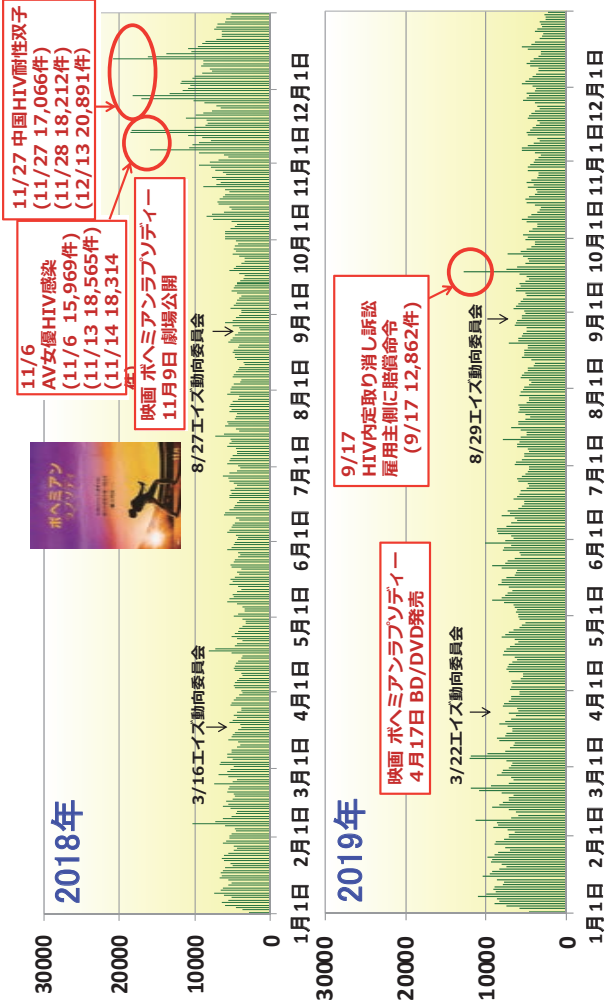 2018年
30000
20000
10000
0
1月1日 2月1日 3月1日 4月1日 5月1日 6月1日 7月1日 8月1日 9月1日 10月1日 11月1日 12月1日
3/16エイズ動向委員会
8/27エイズ動向委員会
ボヘミアン
ラプソディ
11/6
AV女優HIV感染
(11/6 15,969件)
(11/13 18,565件)
(11/14 18,314
件)
映画 ボヘミアンラプソディー
11月9日 劇場公開
11/27 中国HIV耐性双子
(11/27 17,066件)
(11/28 18,212件)
(12/13 20,891件)
2019年
30000
20000
10000
0
1月1日 2月1日 3月1日 4月1日 5月1日 6月1日 7月1日 8月1日 9月1日 10月1日 11月1日 12月1日
映画 ボヘミアンラプソディー
4月17日 BD/DVD発売
3/22エイズ動向委員会
9/17
HIV内定取り消し訴訟
雇用主側に賠償命令
(9/17 12,862件)
8/29エイズ動向委員会